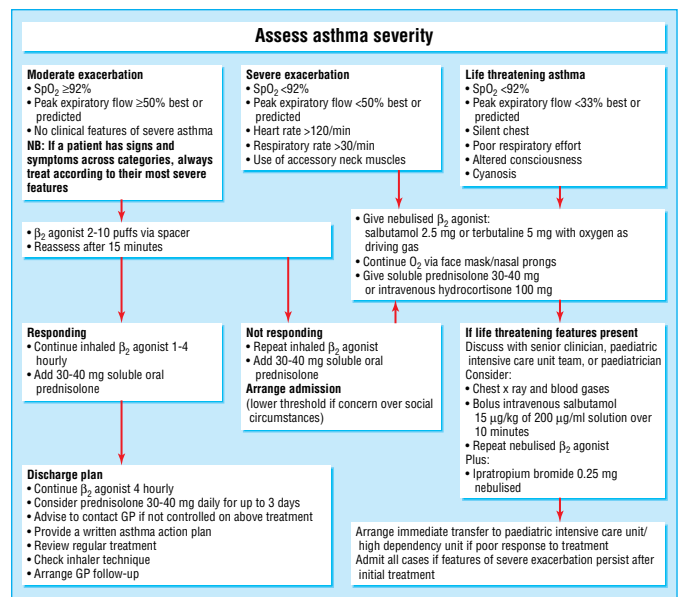 Assess asthma severity
Moderate exacerbation
• SpO₂ ≥92%
• Peak expiratory flow ≥50% best or
predicted
• No clinical features of severe asthma
NB: If a patient has signs and
symptoms across categories, always
treat according to their most severe
features
Severe exacerbation
• SpO₂ <92%
• Peak expiratory flow <50% best or
predicted
• Heart rate >120/min
• Respiratory rate >30/min
• Use of accessory neck muscles
Life threatening asthma
• SpO₂ <92%
• Peak expiratory flow <33% best or
predicted
• Silent chest
• Poor respiratory effort
• Altered consciousness
• Cyanosis
• β₂ agonist 2-10 puffs via spacer
• Reassess after 15 minutes
• Give nebulised β₂ agonist:
salbutamol 2.5 mg or terbutaline 5 mg with oxygen as
driving gas
• Continue O₂ via face mask/nasal prongs
• Give soluble prednisolone 30-40 mg
or intravenous hydrocortisone 100 mg
Responding
• Continue inhaled β₂ agonist 1-4
hourly
• Add 30-40 mg soluble oral
prednisolone
Not responding
• Repeat inhaled β₂ agonist
• Add 30-40 mg soluble oral
prednisolone
Arrange admission
(lower threshold if concern over social
circumstances)
If life threatening features present
Discuss with senior clinician, paediatric
intensive care unit team, or paediatrician
Consider:
• Chest x ray and blood gases
• Bolus intravenous salbutamol
15 µg/kg of 200 µg/ml solution over
10 minutes
• Repeat nebulised β₂ agonist
Plus:
• Ipratropium bromide 0.25 mg
nebulised
Discharge plan
• Continue β₂ agonist 4 hourly
• Consider prednisolone 30-40 mg daily for up to 3 days
• Advise to contact GP if not controlled on above treatment
• Provide a written asthma action plan
• Review regular treatment
• Check inhaler technique
• Arrange GP follow-up
Arrange immediate transfer to paediatric intensive care unit/
high dependency unit if poor response to treatment
Admit all cases if features of severe exacerbation persist after
initial treatment